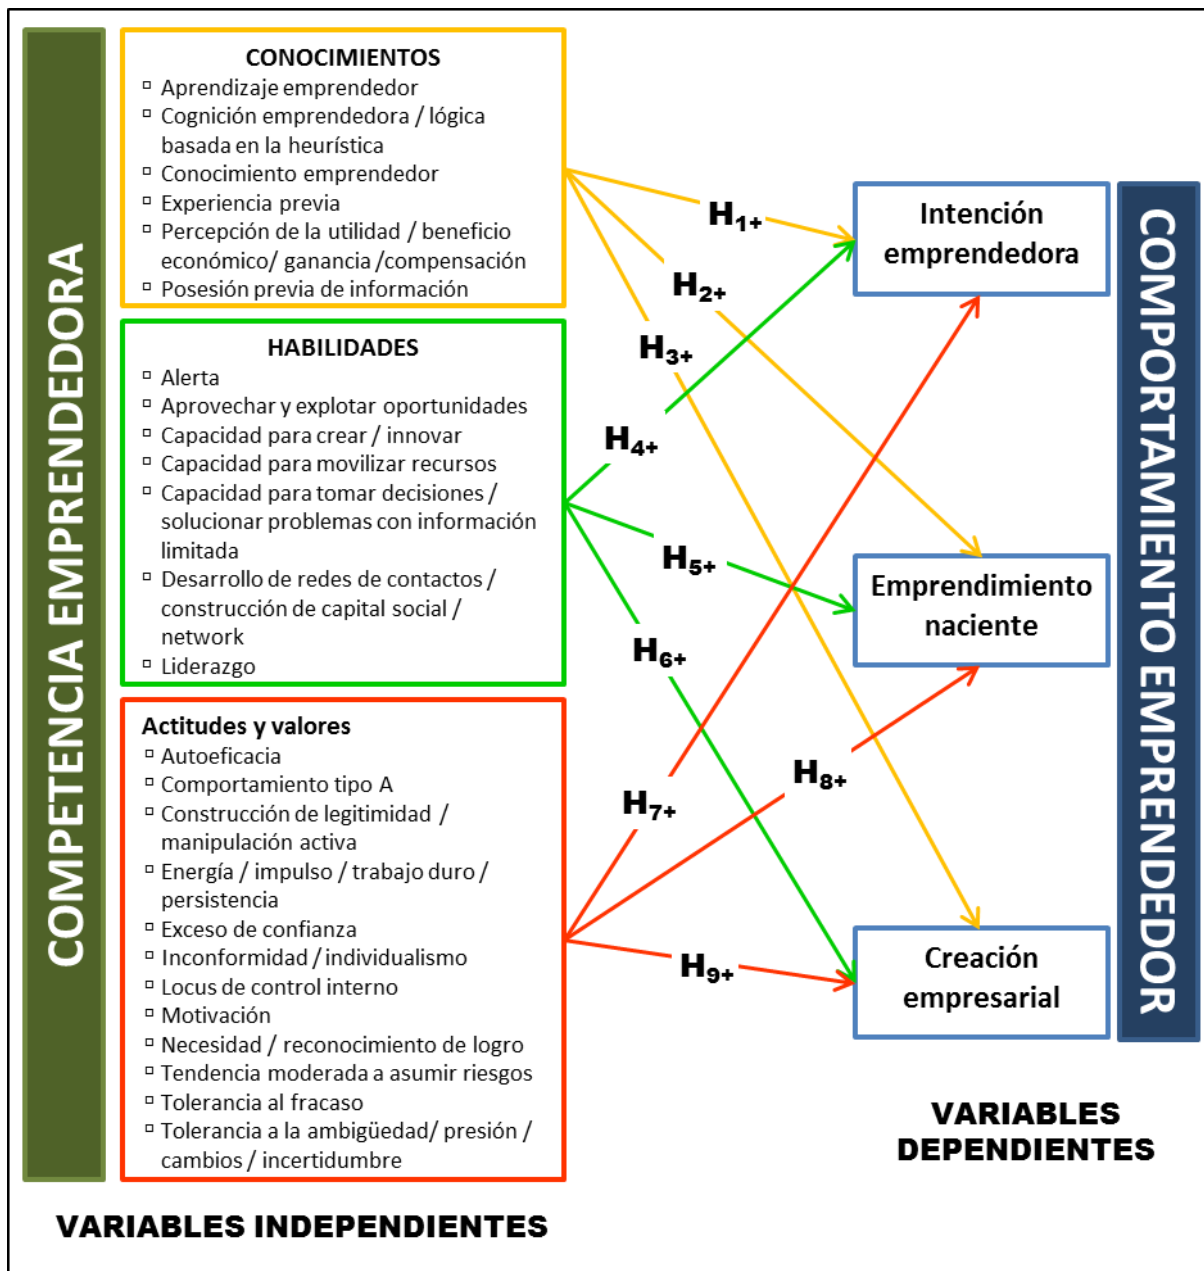 COMPETENCIA EMPRENDEDORA
CONOCIMIENTOS
▫ Aprendizaje emprendedor
▫ Cognición emprendedora / lógica
basada en la heurística
▫ Conocimiento emprendedor
▫ Experiencia previa
▫ Percepción de la utilidad / beneficio
económico/ ganancia /compensación
▫ Posesión previa de información
HABILIDADES
▫ Alerta
▫ Aprovechar y explotar oportunidades
▫ Capacidad para crear / innovar
▫ Capacidad para movilizar recursos
▫ Capacidad para tomar decisiones /
solucionar problemas con información
limitada
▫ Desarrollo de redes de contactos /
construcción de capital social /
network
▫ Liderazgo
Actitudes y valores
▫ Autoeficacia
▫ Comportamiento tipo A
▫ Construcción de legitimidad /
manipulación activa
▫ Energía / impulso / trabajo duro /
persistencia
▫ Exceso de confianza
▫ Inconformidad / individualismo
▫ Locus de control interno
▫ Motivación
▫ Necesidad / reconocimiento de logro
▫ Tendencia moderada a asumir riesgos
▫ Tolerancia al fracaso
▫ Tolerancia a la ambigüedad/ presión /
cambios / incertidumbre
VARIABLES INDEPENDIENTES
H1+
H2+
H3+
H4+
H5+
H6+
H7+
H8+
H9+
Intención
emprendedora
Emprendimiento
naciente
Creación
empresarial
COMPORTAMIENTO EMPRENDEDOR
VARIABLES
DEPENDIENTES